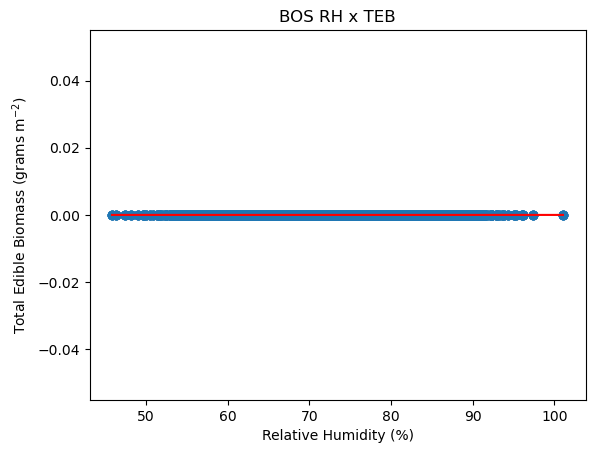 BOS RH x TEB
Total Edible Biomass (grams m⁻²)
0.04
0.02
0.00
−0.02
−0.04
50 60 70 80 90 100
Relative Humidity (%)